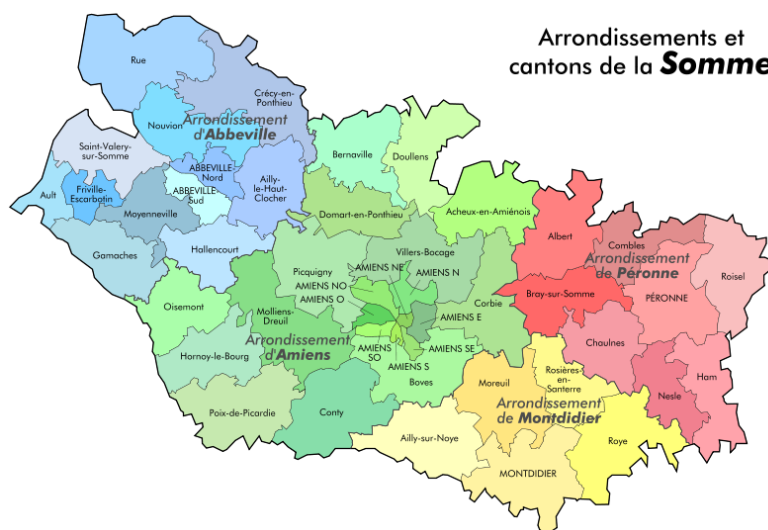 Arrondissements et
cantons de la Somme
Rue
Crécy-en-
Ponthieu
Nouvion
Arrondissement
d'Abbeville
Saint-Valery-
sur-Somme
ABBEVILLE-
Nord
Ailly-
le-Haut-
Clocher
Ault
Friville-
Escarbotin
ABBEVILLE-
Sud
Moyenneville
Gamaches
Hallencourt
Bernaville
Doullens
Domart-en-Ponthieu
Acheux-en-Amiénois
Albert
Combles
Arrondissement
de Péronne
Roisel
PÉRONNE
Bray-sur-Somme
Villers-Bocage
Picquigny
AMIENS NE
AMIENS N
AMIENS NO
AMIENS O
Corbie
AMIENS E
Oisemont
Molliens-
Dreuil
Arrondissement
d'Amiens
AMIENS
SO
AMIENS SE
AMIENS S
Boves
Hornoy-le-Bourg
Poix-de-Picardie
Conty
Chaulnes
Nesle
Ham
Rosières-
en-
Santerre
Moreuil
Arrondissement
de Montdidier
Ailly-sur-Noye
MONTDIDIER
Roye